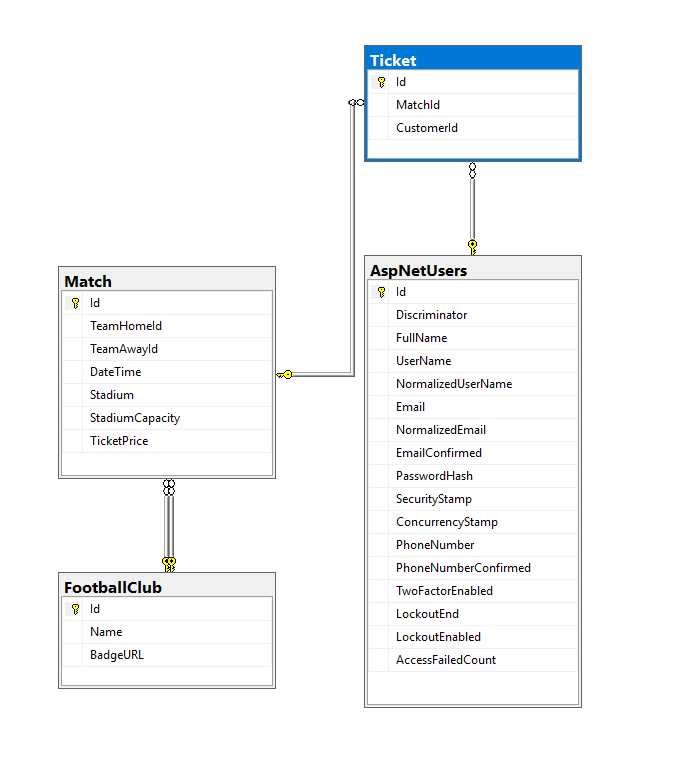 Ticket
Id
MatchId
CustomerId
Match
Id
TeamHomeId
TeamAwayId
DateTime
Stadium
StadiumCapacity
TicketPrice
AspNetUsers
Id
Discriminator
FullName
UserName
NormalizedUserName
Email
NormalizedEmail
EmailConfirmed
PasswordHash
SecurityStamp
ConcurrencyStamp
PhoneNumber
PhoneNumberConfirmed
TwoFactorEnabled
LockoutEnd
LockoutEnabled
AccessFailedCount
FootballClub
Id
Name
BadgeURL